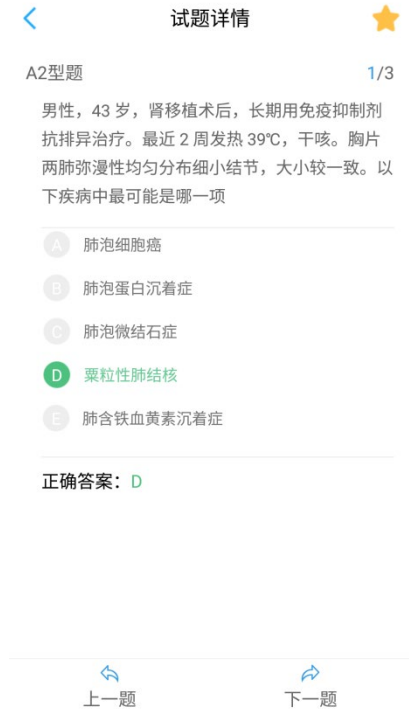 试题详情
A2型题
1/3
男性，43 岁，肾移植术后，长期用免疫抑制剂
抗排异治疗。最近 2 周发热 39℃，干咳。胸片
两肺弥漫性均匀分布细小结节，大小较一致。以
下疾病中最可能是哪一项
A 肺泡细胞癌
B 肺泡蛋白沉着症
C 肺泡微结石症
D 粟粒性肺结核
E 肺含铁血黄素沉着症
正确答案：D
上一题
下一题